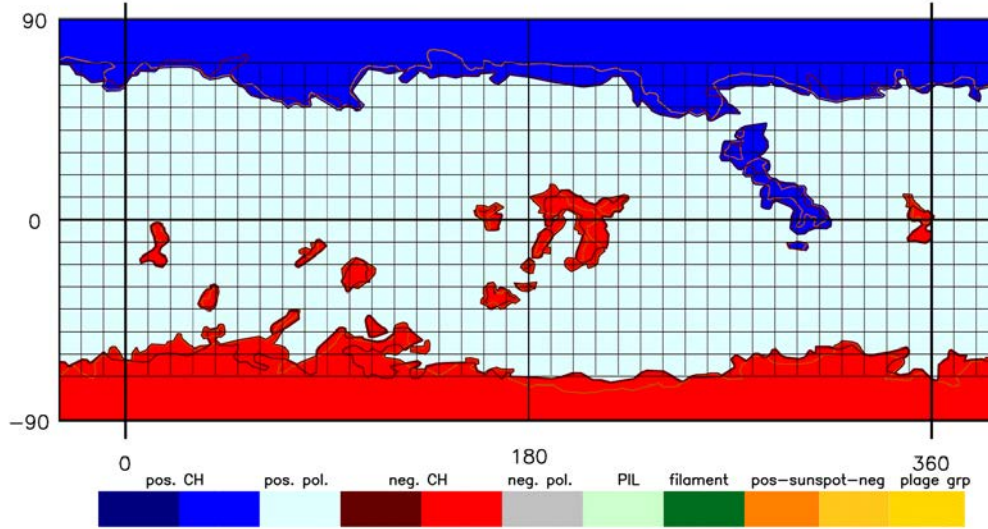 90
0
-90
0 180 360
pos. CH pos. pol. neg. CH neg. pol. PIL filament pos-sunspot-neg plage grp